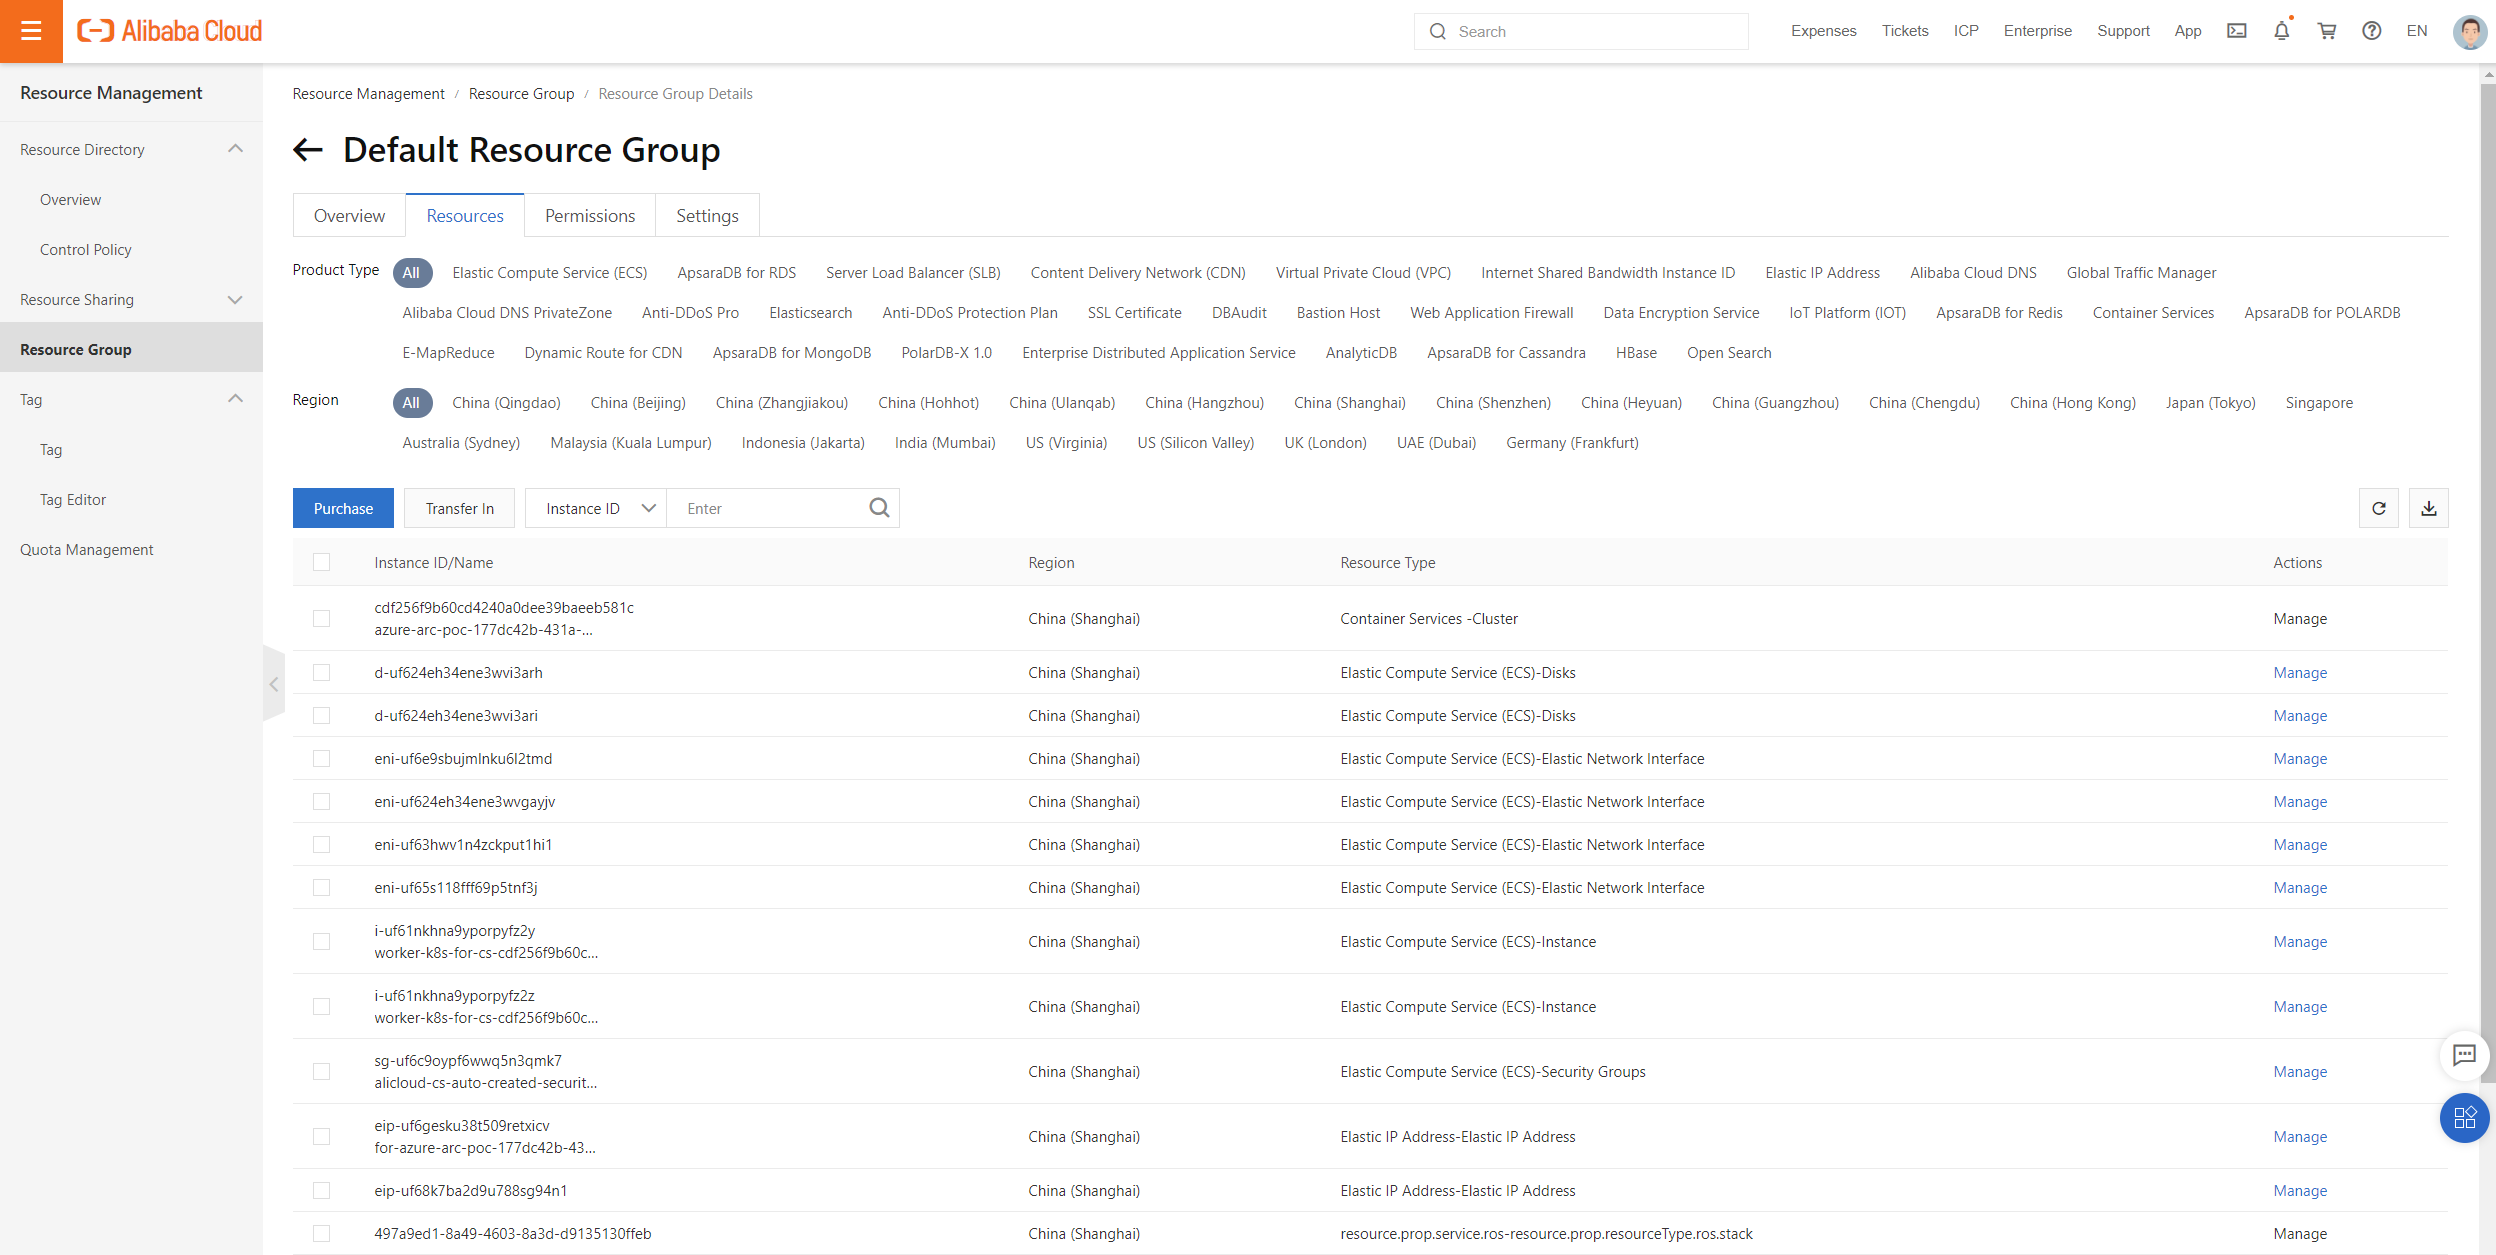 Alibaba Cloud
Search
Expenses Tickets ICP Enterprise Support App EN
Resource Management
Resource Directory
Overview
Control Policy
Resource Sharing
Resource Group
Tag
Tag
Tag Editor
Quota Management
Resource Management / Resource Group / Resource Group Details
Default Resource Group
Overview Resources Permissions Settings
Product Type All Elastic Compute Service (ECS) ApsaraDB for RDS Server Load Balancer (SLB) Content Delivery Network (CDN) Virtual Private Cloud (VPC) Internet Shared Bandwidth Instance ID Elastic IP Address Alibaba Cloud DNS Global Traffic Manager
Alibaba Cloud DNS PrivateZone Anti-DDoS Pro Elasticsearch Anti-DDoS Protection Plan SSL Certificate DBAudit Bastion Host Web Application Firewall Data Encryption Service IoT Platform (IOT) ApsaraDB for Redis Container Services ApsaraDB for POLARDB
E-MapReduce Dynamic Route for CDN ApsaraDB for MongoDB PolarDB-X 1.0 Enterprise Distributed Application Service AnalyticDB ApsaraDB for Cassandra HBase Open Search
Region All China (Qingdao) China (Beijing) China (Zhangjiakou) China (Hohhot) China (Ulanqab) China (Hangzhou) China (Shanghai) China (Shenzhen) China (Heyuan) China (Guangzhou) China (Chengdu) China (Hong Kong) Japan (Tokyo) Singapore
Australia (Sydney) Malaysia (Kuala Lumpur) Indonesia (Jakarta) India (Mumbai) US (Virginia) US (Silicon Valley) UK (London) UAE (Dubai) Germany (Frankfurt)
Purchase Transfer In Instance ID Enter
Instance ID/Name Region Resource Type Actions
cdf256f9b60cd4240a0dee39baeeb581c
azure-arc-poc-177dc42b-431a-... China (Shanghai) Container Services -Cluster Manage
d-uf624eh34ene3wvi3arh China (Shanghai) Elastic Compute Service (ECS)-Disks Manage
d-uf624eh34ene3wvi3ari China (Shanghai) Elastic Compute Service (ECS)-Disks Manage
eni-uf6e9sbujmlnku6l2tmd China (Shanghai) Elastic Compute Service (ECS)-Elastic Network Interface Manage
eni-uf624eh34ene3wvgayjv China (Shanghai) Elastic Compute Service (ECS)-Elastic Network Interface Manage
eni-uf63hwv1n4zckput1hi1 China (Shanghai) Elastic Compute Service (ECS)-Elastic Network Interface Manage
eni-uf65s118fff69p5tnf3j China (Shanghai) Elastic Compute Service (ECS)-Elastic Network Interface Manage
i-uf61nkhna9yporpyfz2y
worker-k8s-for-cs-cdf256f9b60c... China (Shanghai) Elastic Compute Service (ECS)-Instance Manage
i-uf61nkhna9yporpyfz2z
worker-k8s-for-cs-cdf256f9b60c... China (Shanghai) Elastic Compute Service (ECS)-Instance Manage
sg-uf6c9oypf6wwq5n3qmk7
alicloud-cs-auto-created-securit... China (Shanghai) Elastic Compute Service (ECS)-Security Groups Manage
eip-uf6gesku38t509retxicv
for-azure-arc-poc-177dc42b-43... China (Shanghai) Elastic IP Address-Elastic IP Address Manage
eip-uf68k7ba2d9u788sg94n1 China (Shanghai) Elastic IP Address-Elastic IP Address Manage
497a9ed1-8a49-4603-8a3d-d9135130ffeb China (Shanghai) resource.prop.service.ros-resource.prop.resourceType.ros.stack Manage